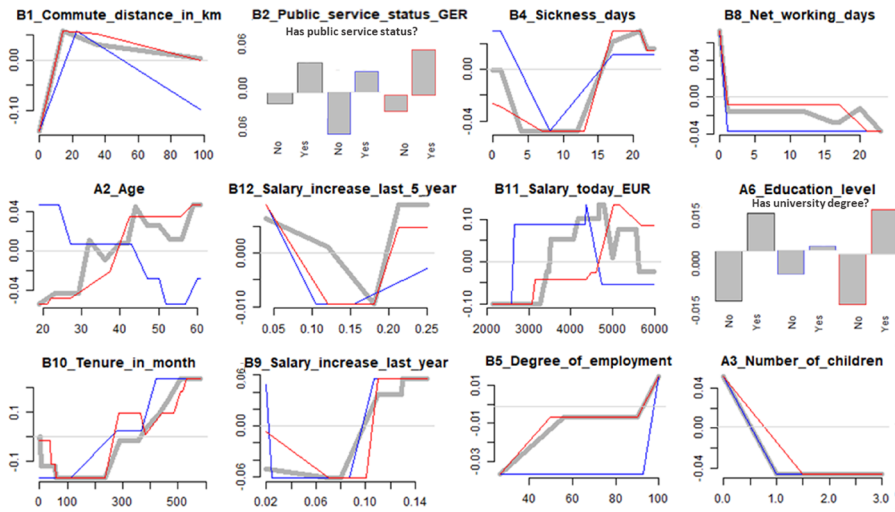 B1_Commute_distance_in_km
0.00
-0.10
0 20 40 60 80 100
B2_Public_service_status_GER
Has public service status?
0.06
0.00
0.06
No Yes No Yes No Yes
B4_Sickness_days
0.00
-0.04
0 5 10 15 20
B8_Net_working_days
0.04
0.00
-0.04
0 5 10 15 20
A2_Age
0.04
0.00
-0.04
20 30 40 50 60
B12_Salary_increase_last_5_year
0.000
-0.010
0.05 0.10 0.15 0.20 0.25
B11_Salary_today_EUR
0.10
0.00
-0.10
2000 3000 4000 5000 6000
A6_Education_level
Has university degree?
0.015
0.000
-0.015
No Yes No Yes No Yes
B10_Tenure_in_month
0.1
-0.1
0 100 300 500
B9_Salary_increase_last_year
0.06
0.00
-0.06
0.02 0.06 0.10 0.14
B5_Degree_of_employment
0.01
-0.01
-0.03
40 60 80 100
A3_Number_of_children
0.04
0.00
-0.04
0.0 1.0 2.0 3.0